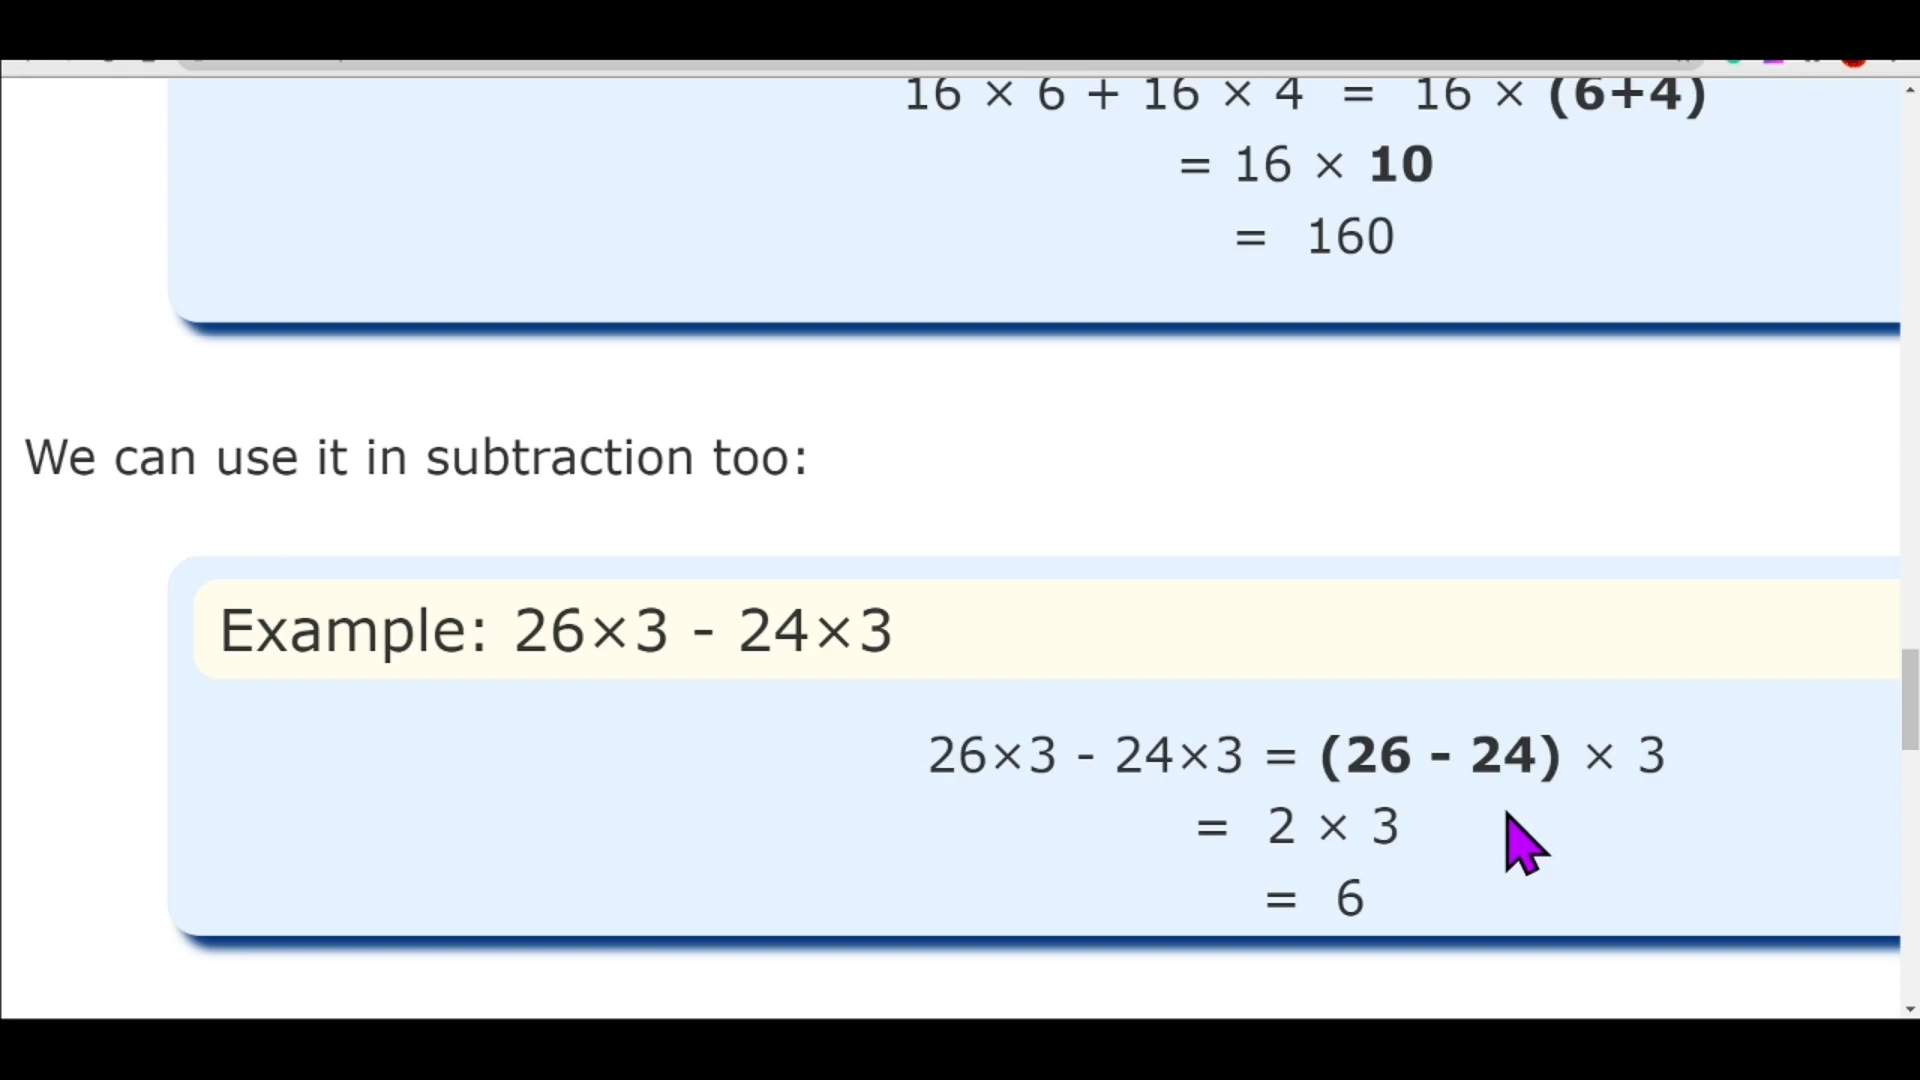 16 × 6 + 16 × 4 = 16 × (6+4)
= 16 × 10
= 160
We can use it in subtraction too:
Example: 26×3 - 24×3
26×3 - 24×3 = (26 - 24) × 3
= 2 × 3
= 6